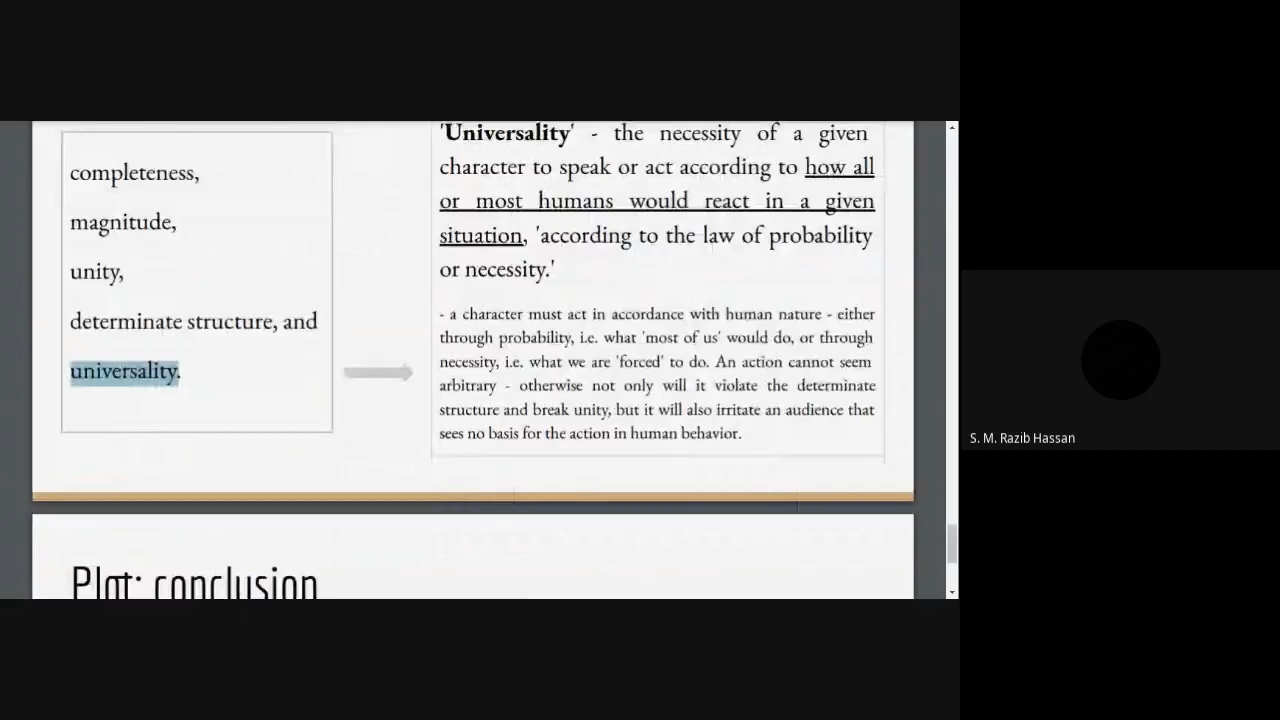 completeness,
magnitude,
unity,
determinate structure, and
universality.
'Universality' - the necessity of a given
character to speak or act according to how all
or most humans would react in a given
situation, 'according to the law of probability
or necessity.'
- a character must act in accordance with human nature - either
through probability, i.e. what 'most of us' would do, or through
necessity, i.e. what we are 'forced' to do. An action cannot seem
arbitrary - otherwise not only will it violate the determinate
structure and break unity, but it will also irritate an audience that
sees no basis for the action in human behavior.
Plot: conclusion
S. M. Razib Hassan